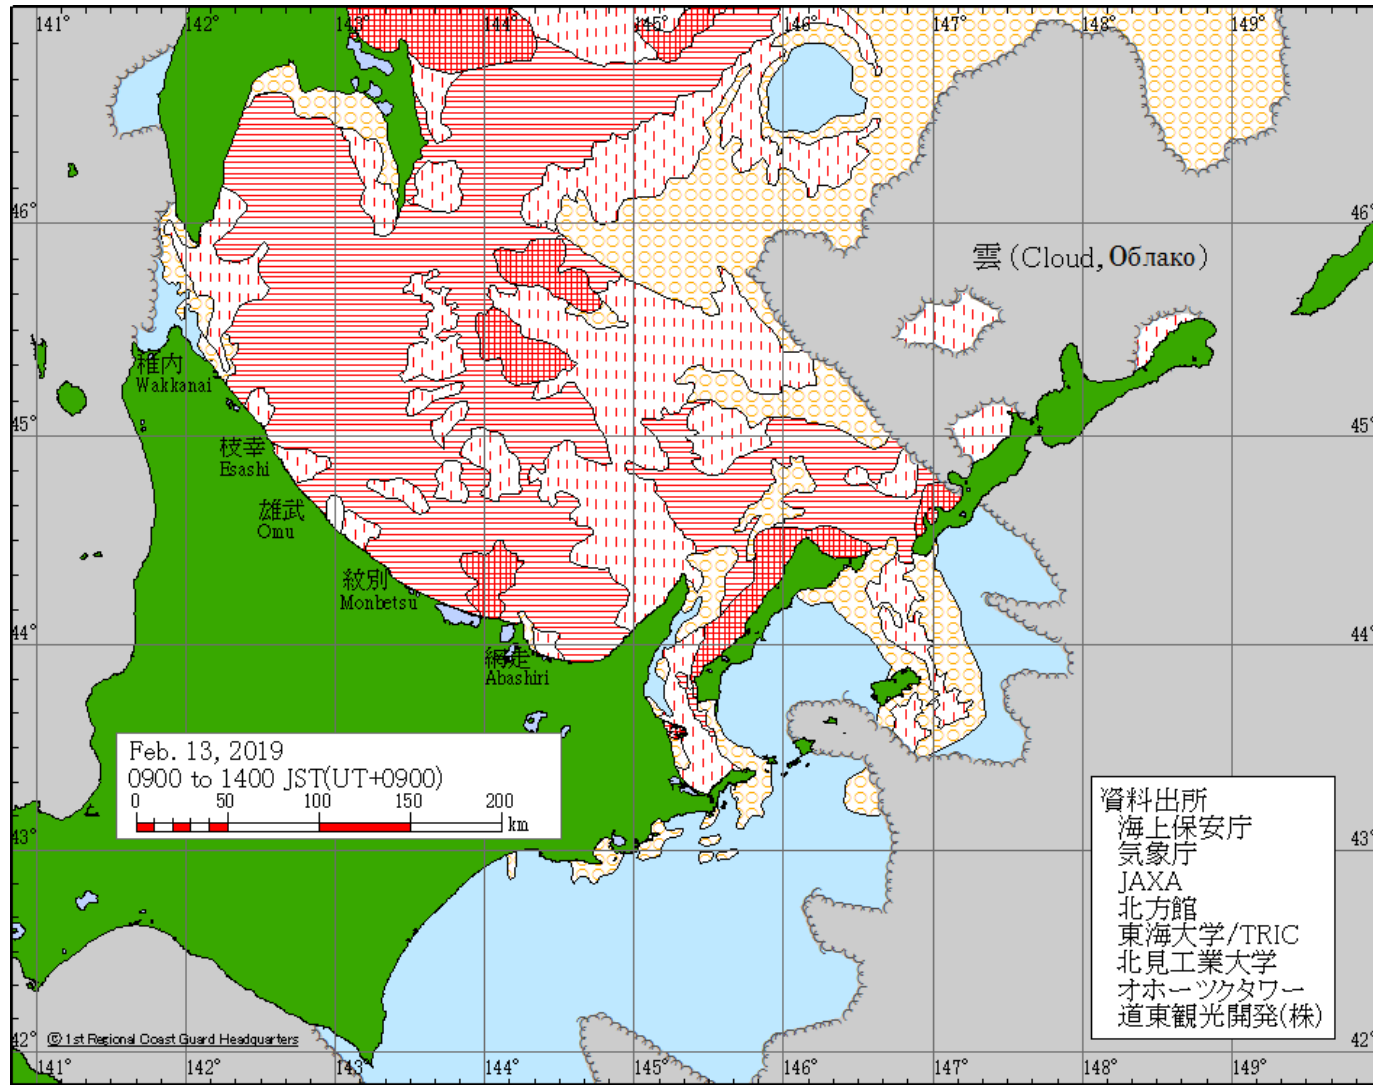 141° 142° 143° 144° 145° 146° 147° 148° 149°
46° 46°
雲 (Cloud, Облако)
稚内
Wakkanai
45° 45°
枝幸
Esashi
雄武
Omu
紋別
Monbetsu
44° 44°
網走
Abashiri
Feb. 13, 2019
0900 to 1400 JST(UT+0900)
0 50 100 150 200
km
資料出所
海上保安庁
気象庁
JAXA
北方館
東海大学/TRIC
北見工業大学
オホーツクタワー
道東観光開発(株)
43° 43°
42° 42°
© 1st Regional Coast Guard Headquarters
141° 142° 143° 144° 145° 146° 147° 148° 149°